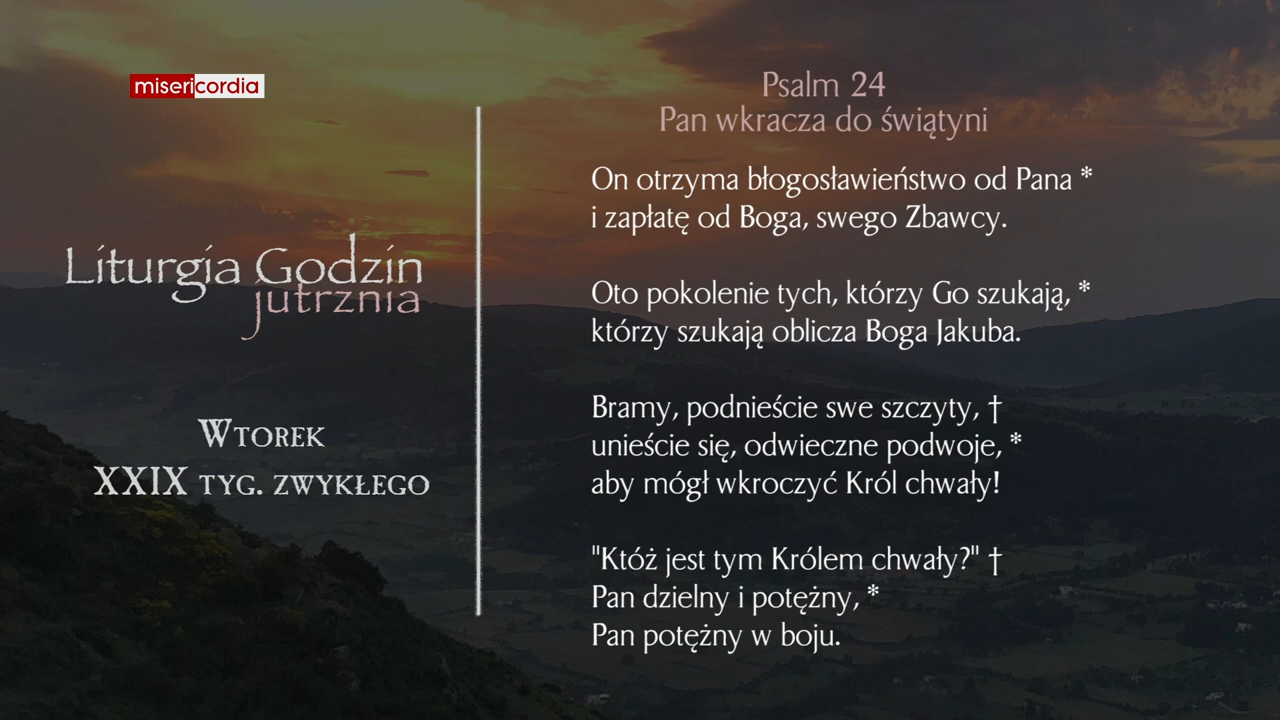 misericordia
Liturgia Godzin
jutrznia
Wtorek
XXIX tyg. zwykłego
Psalm 24
Pan wkracza do świątyni
On otrzyma błogosławieństwo od Pana *
i zapłatę od Boga, swego Zbawcy.
Oto pokolenie tych, którzy Go szukają, *
którzy szukają oblicza Boga Jakuba.
Bramy, podnieście swe szczyty, †
unieście się, odwieczne podwoje, *
aby mógł wkroczyć Król chwały!
"Któż jest tym Królem chwały?" †
Pan dzielny i potężny, *
Pan potężny w boju.